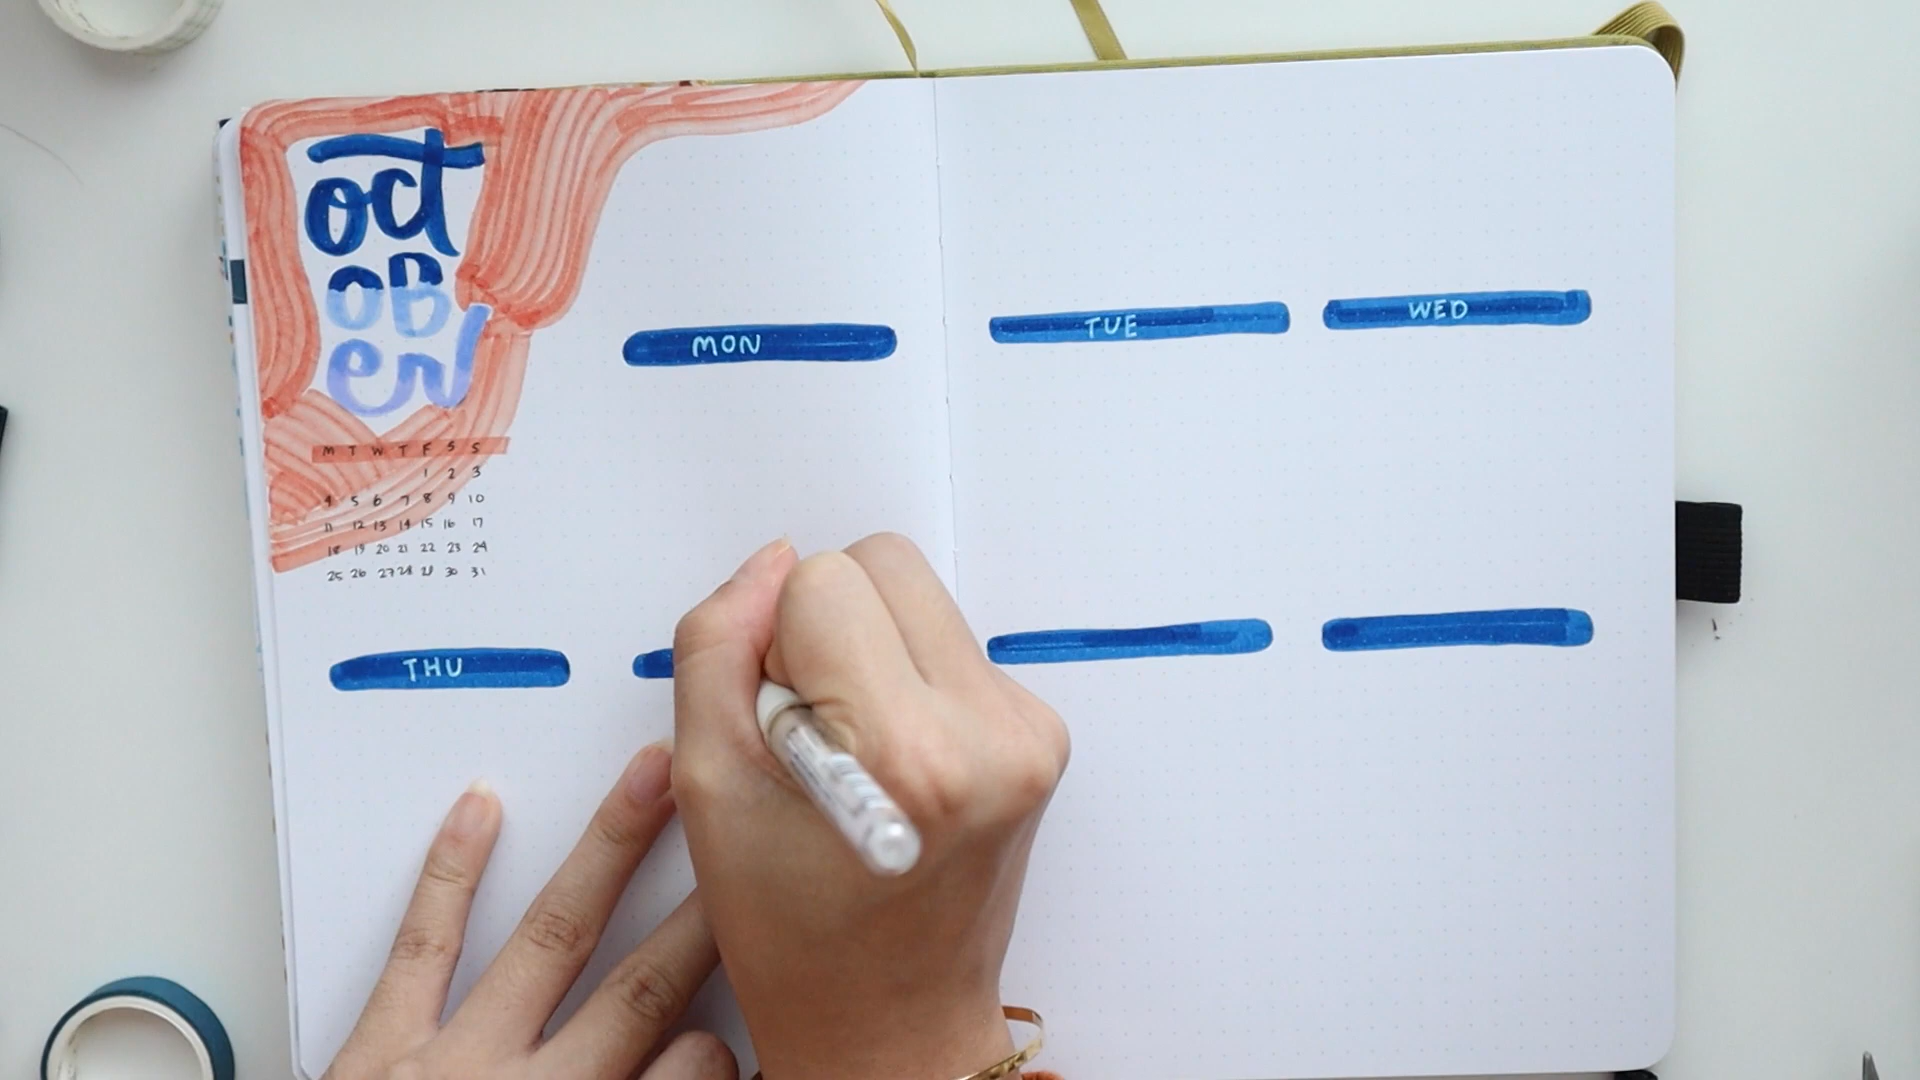 oct
oB
er
M T W T F S S
1 2 3
4 5 6 7 8 9 10
11 12 13 14 15 16 17
18 19 20 21 22 23 24
25 26 27 28 29 30 31
MON
TUE
WED
THU